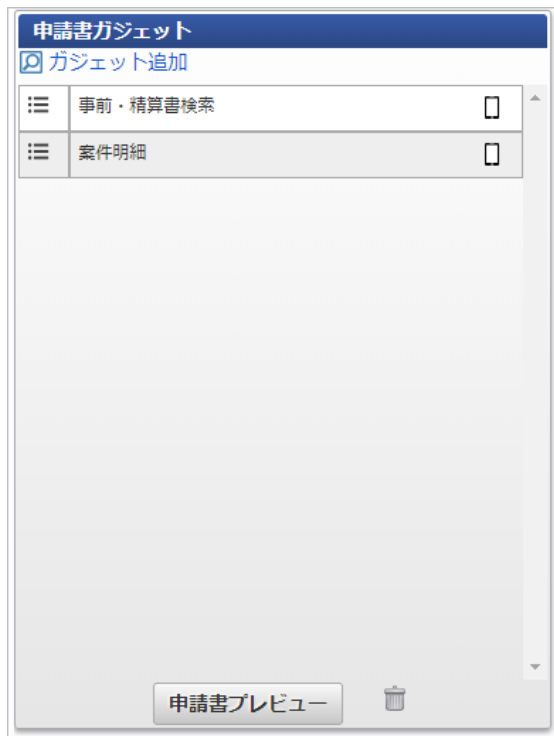 申請書ガジェット
ガジェット追加
事前・精算書検索
案件明細
申請書プレビュー